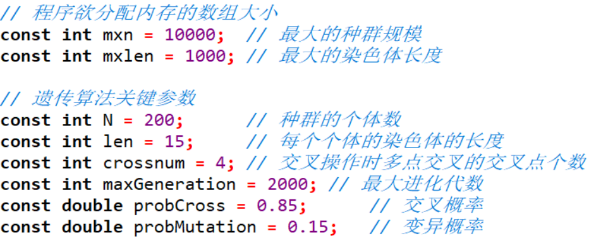 // 程序欲分配内存的数组大小
const int mxn = 10000;  // 最大的种群规模
const int mxlen = 1000; // 最大的染色体长度
// 遗传算法关键参数
const int N = 200;      // 种群的个体数
const int len = 15;     // 每个个体的染色体的长度
const int crossnum = 4; // 交叉操作时多点交叉的交叉点个数
const int maxGeneration = 2000; // 最大进化代数
const double probCross = 0.85;      // 交叉概率
const double probMutation = 0.15;   // 变异概率